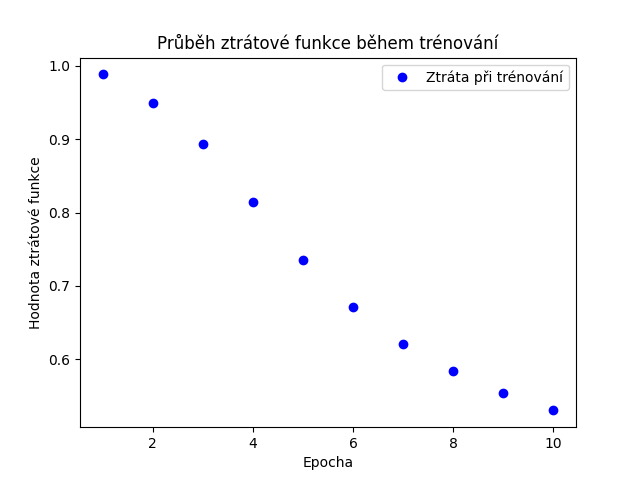 Průběh ztrátové funkce během trénování
Ztráta při trénování
Hodnota ztrátové funkce
1.0
0.9
0.8
0.7
0.6
2 4 6 8 10
Epocha